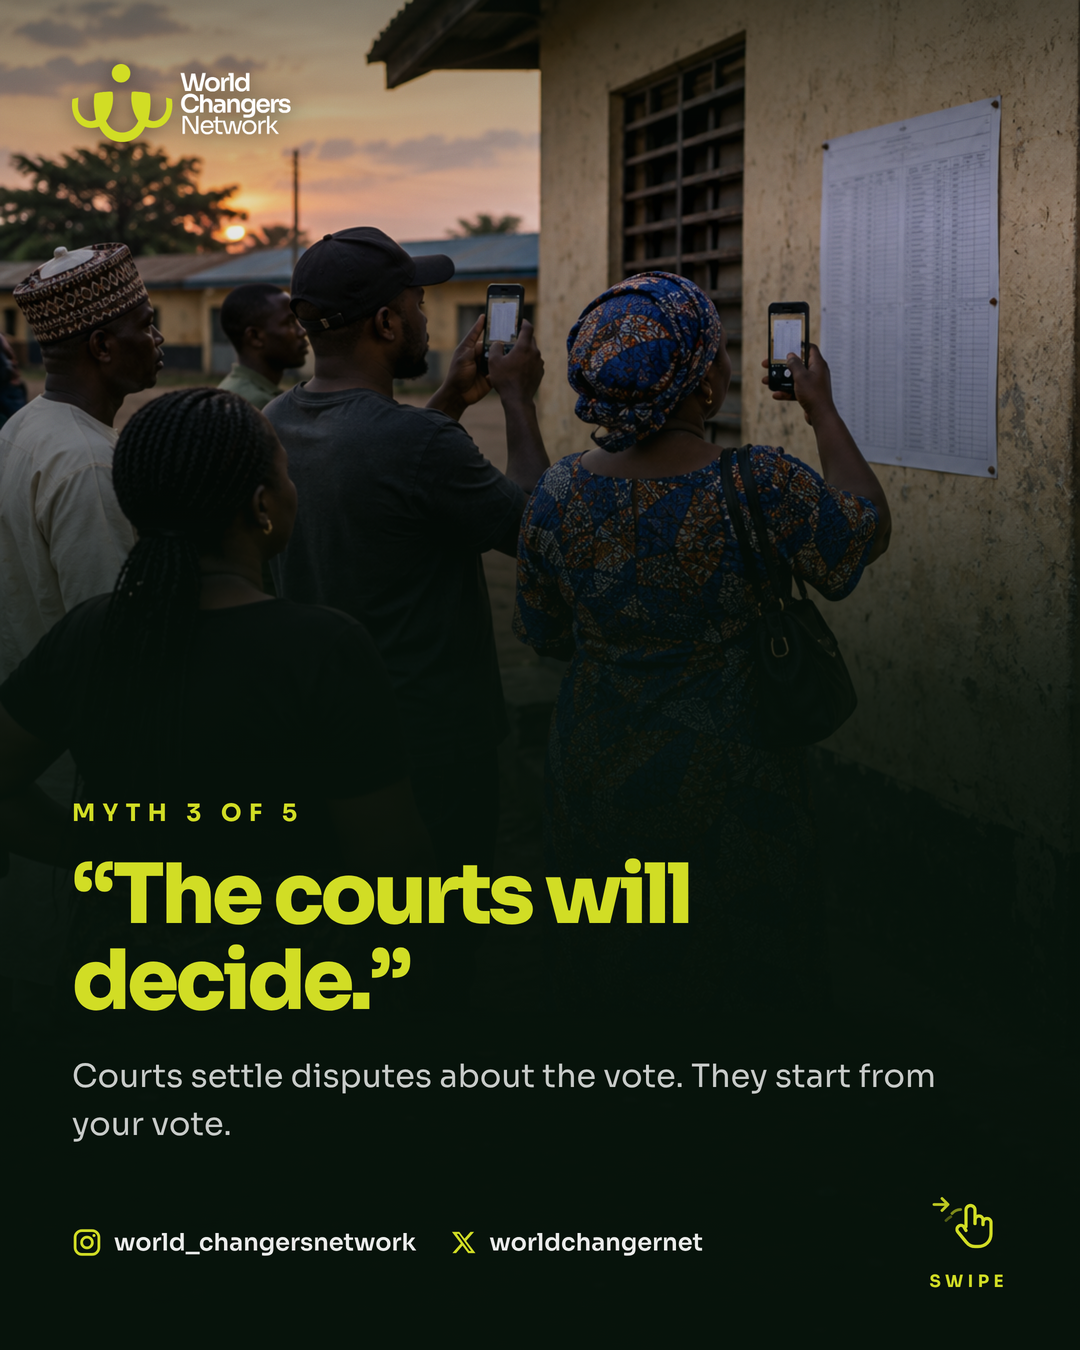 World
Changers
Network
MYTH 3 OF 5
“The courts will
decide.”
Courts settle disputes about the vote. They start from
your vote.
world_changersnetwork
worldchangernet
SWIPE